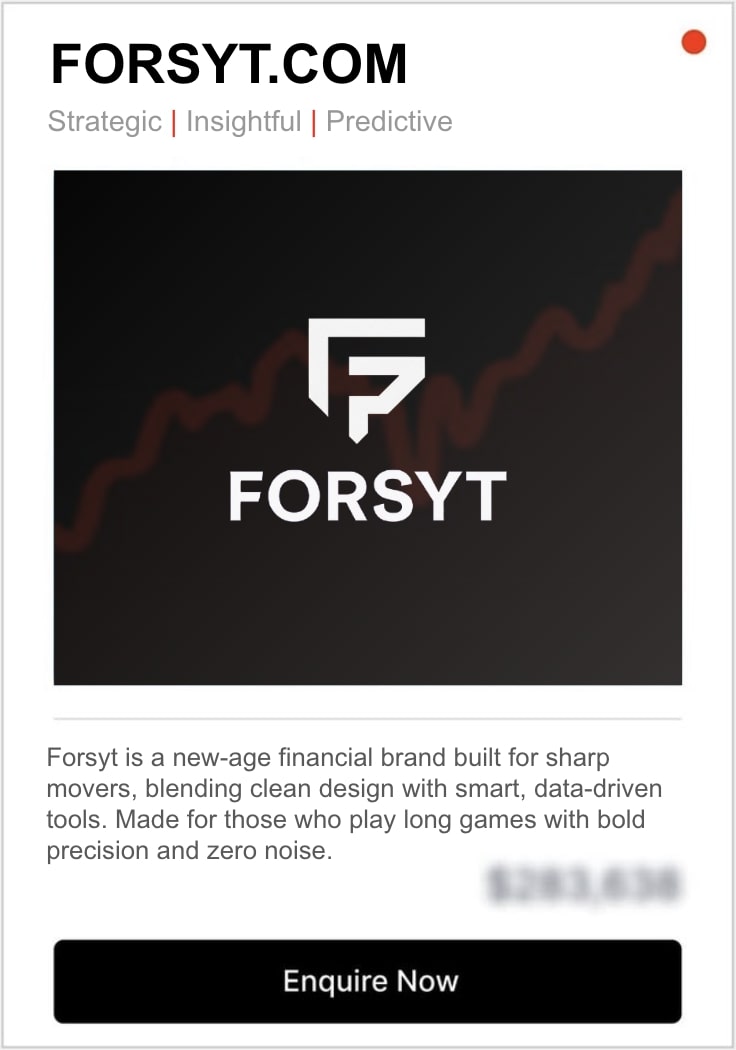 FORSYT.COM
Strategic | Insightful | Predictive
FORSYT
Forsyt is a new-age financial brand built for sharp
movers, blending clean design with smart, data-driven
tools. Made for those who play long games with bold
precision and zero noise.
Enquire Now